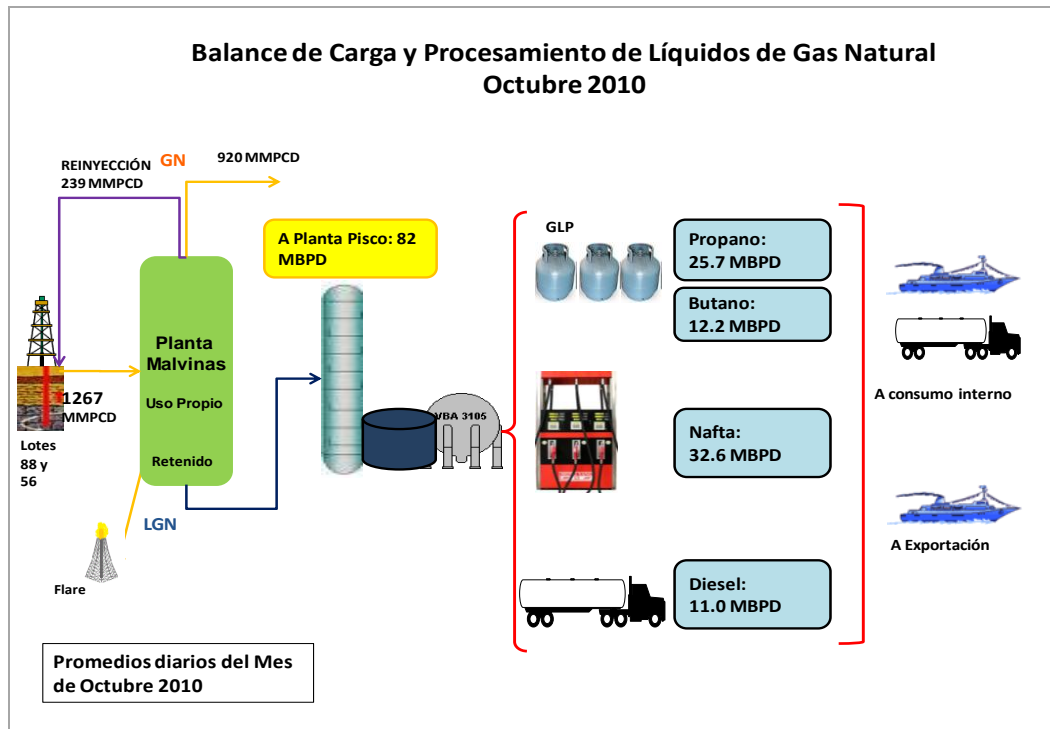 Balance de Carga y Procesamiento de Líquidos de Gas Natural
Octubre 2010
REINYECCIÓN
239 MMPCD
GN
920 MMPCD
A Planta Pisco: 82
MBPD
GLP
Propano:
25.7 MBPD
Butano:
12.2 MBPD
Planta
Malvinas
Uso Propio
Retenido
1267
MMPCD
Lotes
88 y
56
VBA 3105
A consumo interno
Nafta:
32.6 MBPD
LGN
Flare
A Exportación
Diesel:
11.0 MBPD
Promedios diarios del Mes
de Octubre 2010